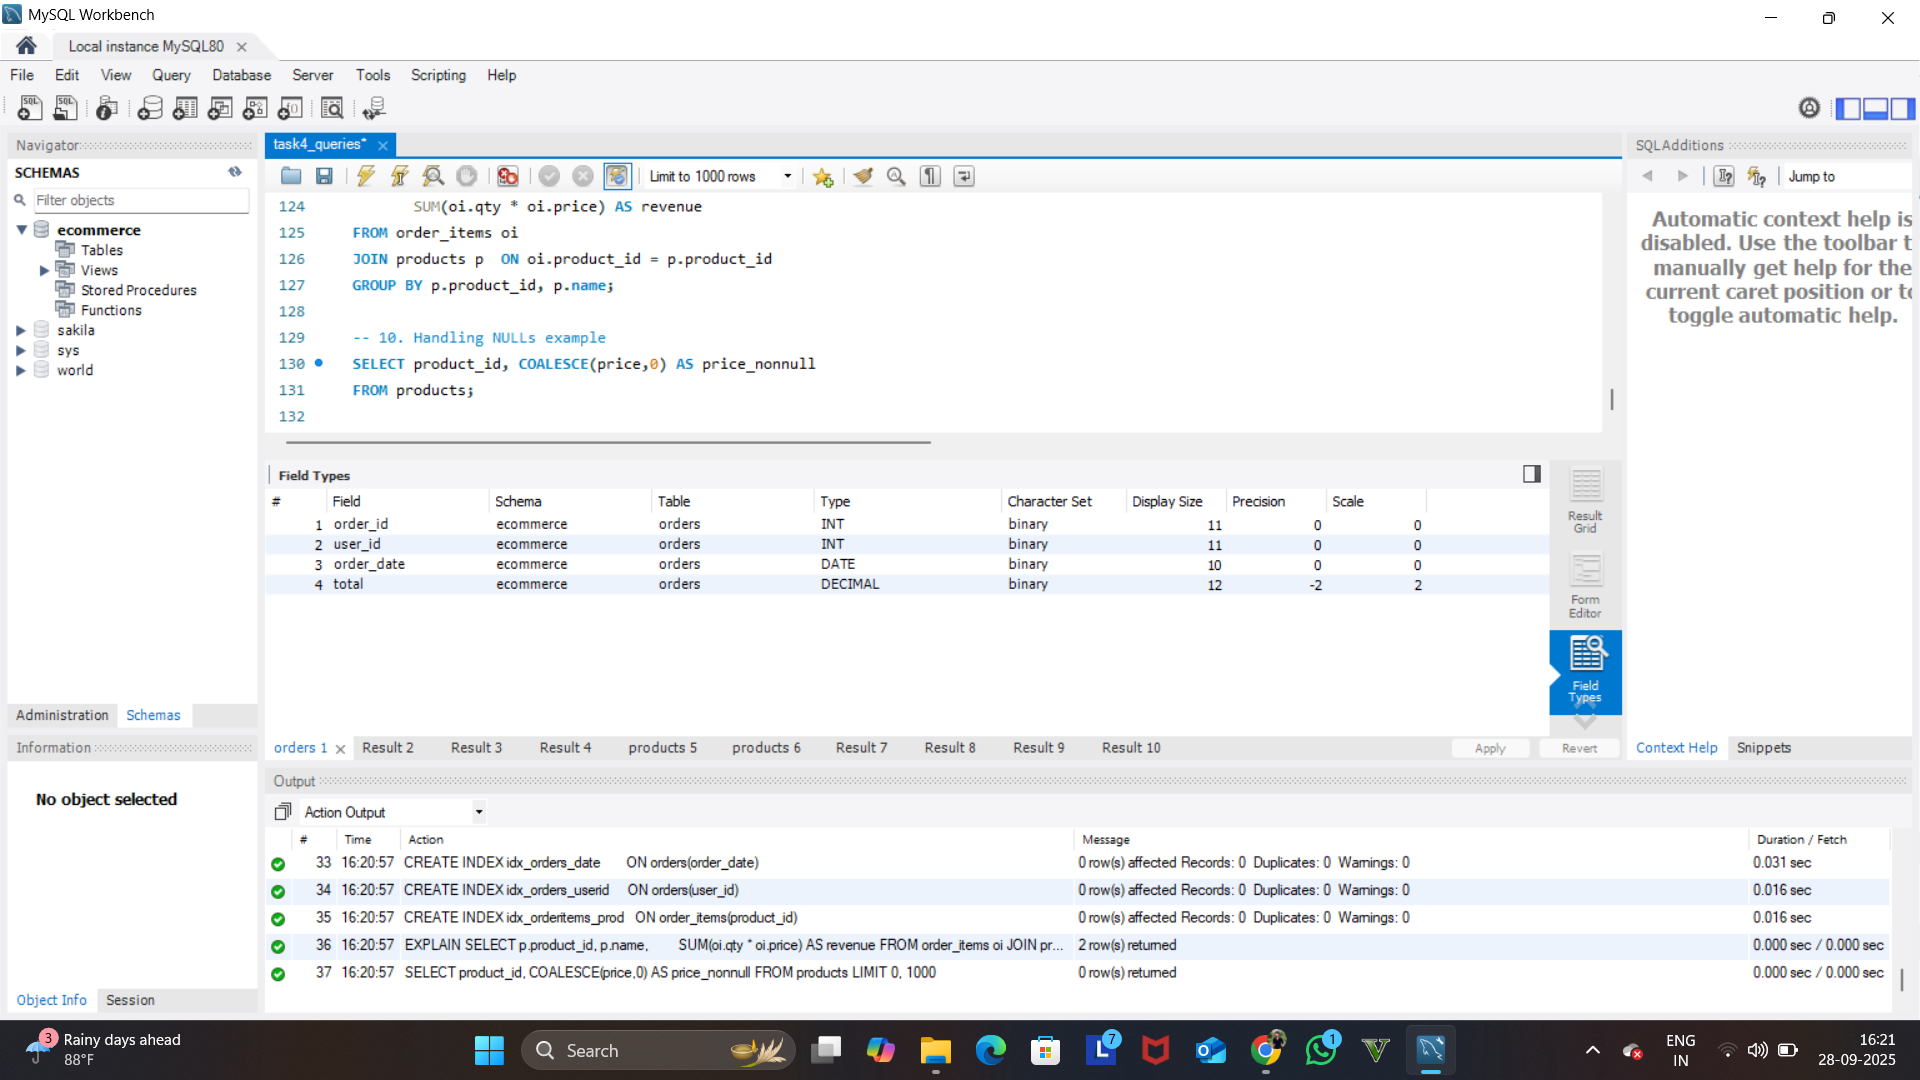 MySQL Workbench
Local instance MySQL80
File Edit View Query Database Server Tools Scripting Help
Navigator
SCHEMAS
Filter objects
ecommerce
Tables
Views
Stored Procedures
Functions
sakila
sys
world
Administration Schemas
Information
No object selected
Object Info Session
task4_queries*
Limit to 1000 rows
124 SUM(oi.qty * oi.price) AS revenue
125 FROM order_items oi
126 JOIN products p ON oi.product_id = p.product_id
127 GROUP BY p.product_id, p.name;
128
129 -- 10. Handling NULLs example
130 SELECT product_id, COALESCE(price,0) AS price_nonnull
131 FROM products;
132
Field Types
# Field Schema Table Type Character Set Display Size Precision Scale
1 order_id ecommerce orders INT binary 11 0 0
2 user_id ecommerce orders INT binary 11 0 0
3 order_date ecommerce orders DATE binary 10 0 0
4 total ecommerce orders DECIMAL binary 12 -2 2
Result
Grid
Form
Editor
Field
Types
orders 1 Result 2 Result 3 Result 4 products 5 products 6 Result 7 Result 8 Result 9 Result 10
Apply Revert
SQLAdditions
Jump to
Automatic context help is
disabled. Use the toolbar t
manually get help for the
current caret position or to
toggle automatic help.
Context Help Snippets
Output
Action Output
# Time Action Message Duration / Fetch
33 16:20:57 CREATE INDEX idx_orders_date ON orders(order_date) 0 row(s) affected Records: 0 Duplicates: 0 Warnings: 0 0.031 sec
34 16:20:57 CREATE INDEX idx_orders_userid ON orders(user_id) 0 row(s) affected Records: 0 Duplicates: 0 Warnings: 0 0.016 sec
35 16:20:57 CREATE INDEX idx_orderitems_prod ON order_items(product_id) 0 row(s) affected Records: 0 Duplicates: 0 Warnings: 0 0.016 sec
36 16:20:57 EXPLAIN SELECT p.product_id, p.name, SUM(oi.qty * oi.price) AS revenue FROM order_items oi JOIN pr... 2 row(s) returned 0.000 sec / 0.000 sec
37 16:20:57 SELECT product_id, COALESCE(price,0) AS price_nonnull FROM products LIMIT 0, 1000 0 row(s) returned 0.000 sec / 0.000 sec
3
Rainy days ahead
88°F
Search
7
1
ENG
IN
16:21
28-09-2025